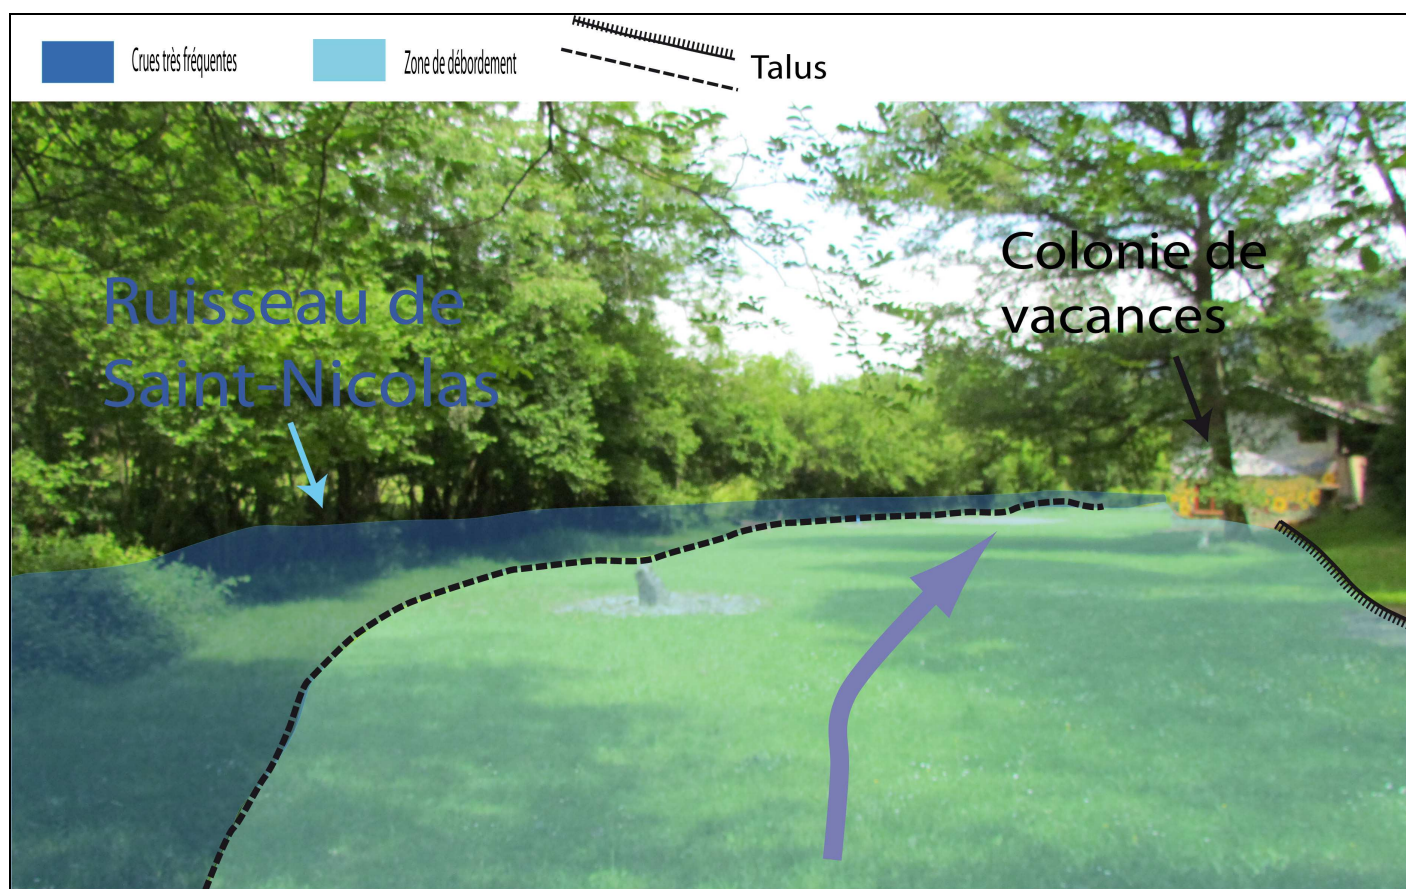 Crues très fréquentes
Zone de débordement
Talus
Ruisseau de
Saint-Nicolas
Colonie de
vacances